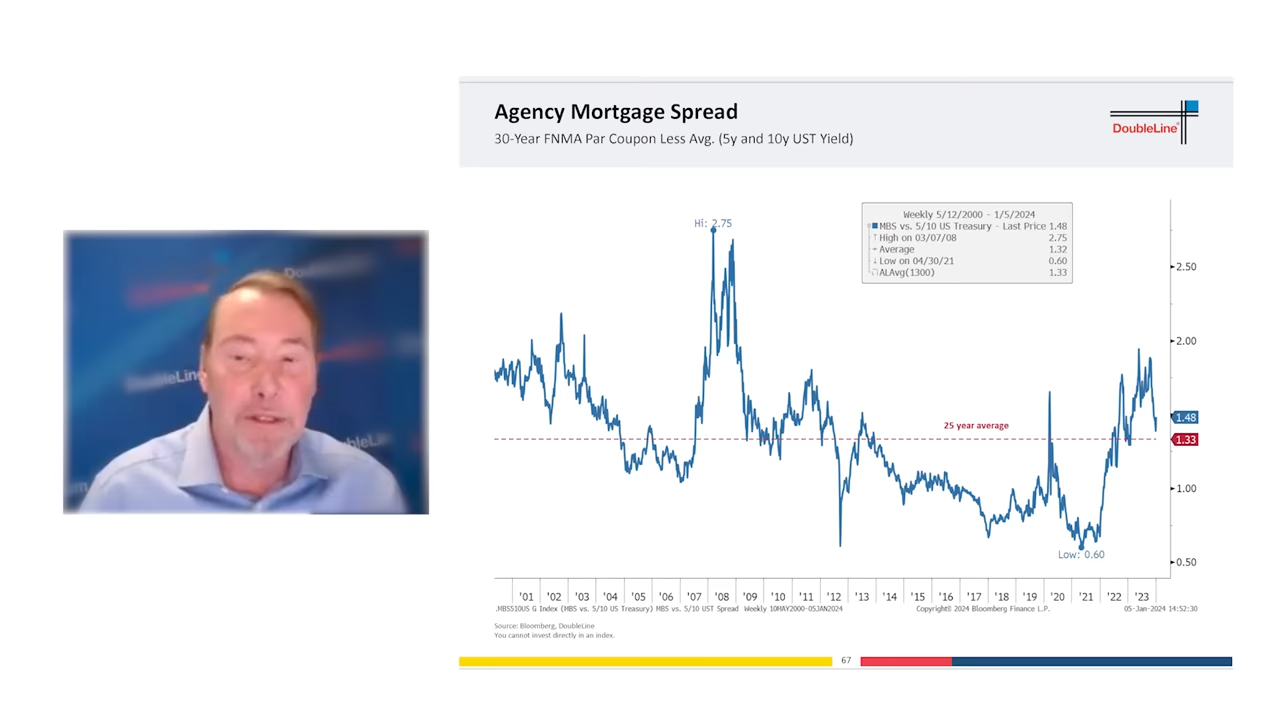 Agency Mortgage Spread
30-Year FNMA Par Coupon Less Avg. (5y and 10y UST Yield)
DoubleLine®
Hi: 2.75
Weekly 5/12/2000 - 1/5/2024
MBS vs. 5/10 US Treasury - Last Price 1.48
High on 03/07/08 2.75
Average 1.32
Low on 04/30/21 0.60
ALAvg(1300) 1.33
2.50
2.00
1.48
25 year average
1.33
1.00
Low: 0.60
0.50
'01 '02 '03 '04 '05 '06 '07 '08 '09 '10 '11 '12 '13 '14 '15 '16 '17 '18 '19 '20 '21 '22 '23
.MBS510US G Index (MBS vs. 5/10 US Treasury) MBS vs. 5/10 UST Spread Weekly 10MAY2000-05JAN2024
Copyright© 2024 Bloomberg Finance L.P.
05-Jan-2024 14:52:30
Source: Bloomberg, DoubleLine
You cannot invest directly in an index.
67
DoubleLine